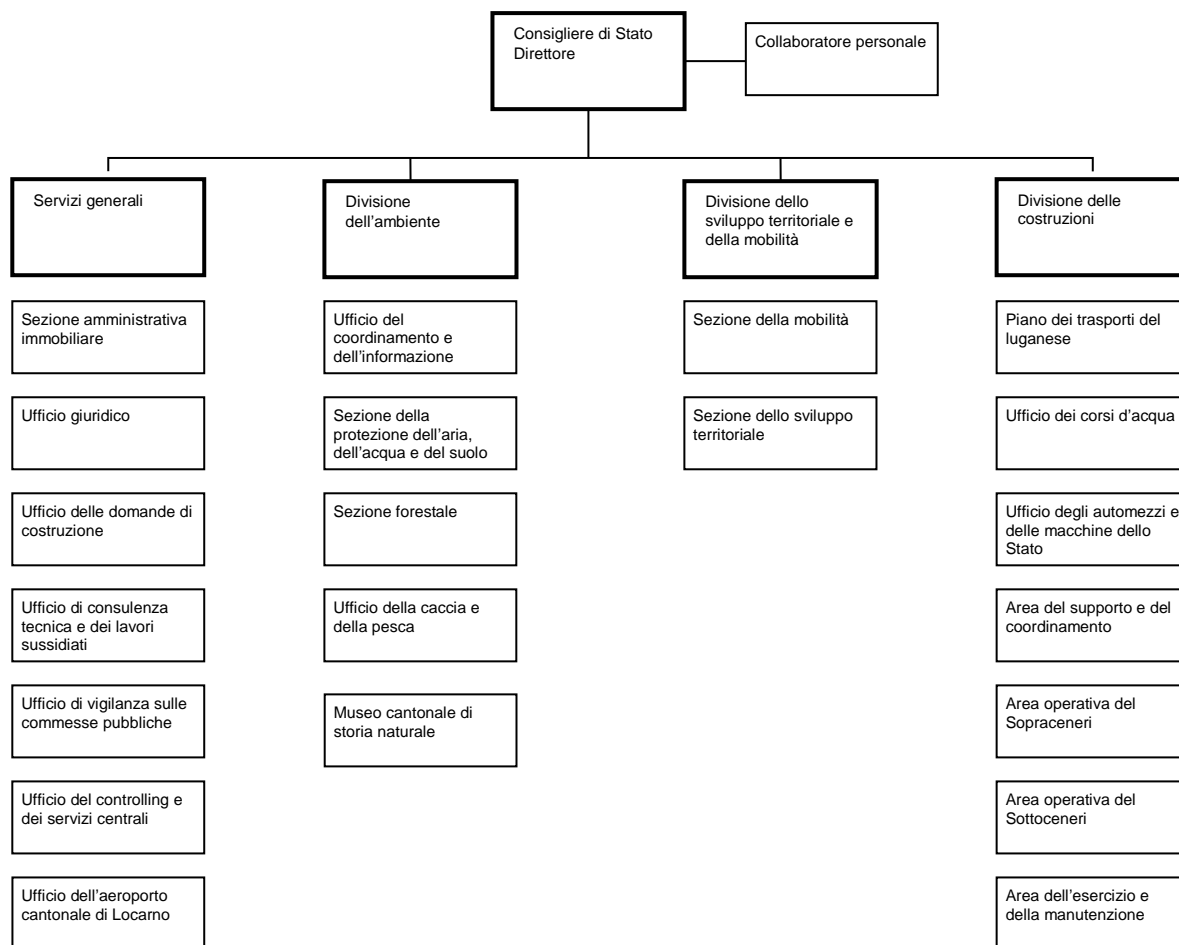 Consigliere di Stato
Direttore
Collaboratore personale
Servizi generali
Divisione
dell'ambiente
Divisione dello
sviluppo territoriale e
della mobilità
Divisione delle
costruzioni
Sezione amministrativa
immobiliare
Ufficio del
coordinamento e
dell'informazione
Sezione della mobilità
Piano dei trasporti del
luganese
Ufficio giuridico
Sezione della
protezione dell'aria,
dell'acqua e del suolo
Sezione dello sviluppo
territoriale
Ufficio dei corsi d'acqua
Ufficio delle domande di
costruzione
Sezione forestale
Ufficio degli automezzi e
delle macchine dello
Stato
Ufficio di consulenza
tecnica e dei lavori
sussidiati
Ufficio della caccia e
della pesca
Area del supporto e del
coordinamento
Ufficio di vigilanza sulle
commesse pubbliche
Museo cantonale di
storia naturale
Area operativa del
Sopraceneri
Ufficio del controlling e
dei servizi centrali
Area operativa del
Sottoceneri
Ufficio dell'aeroporto
cantonale di Locarno
Area dell'esercizio e
della manutenzione